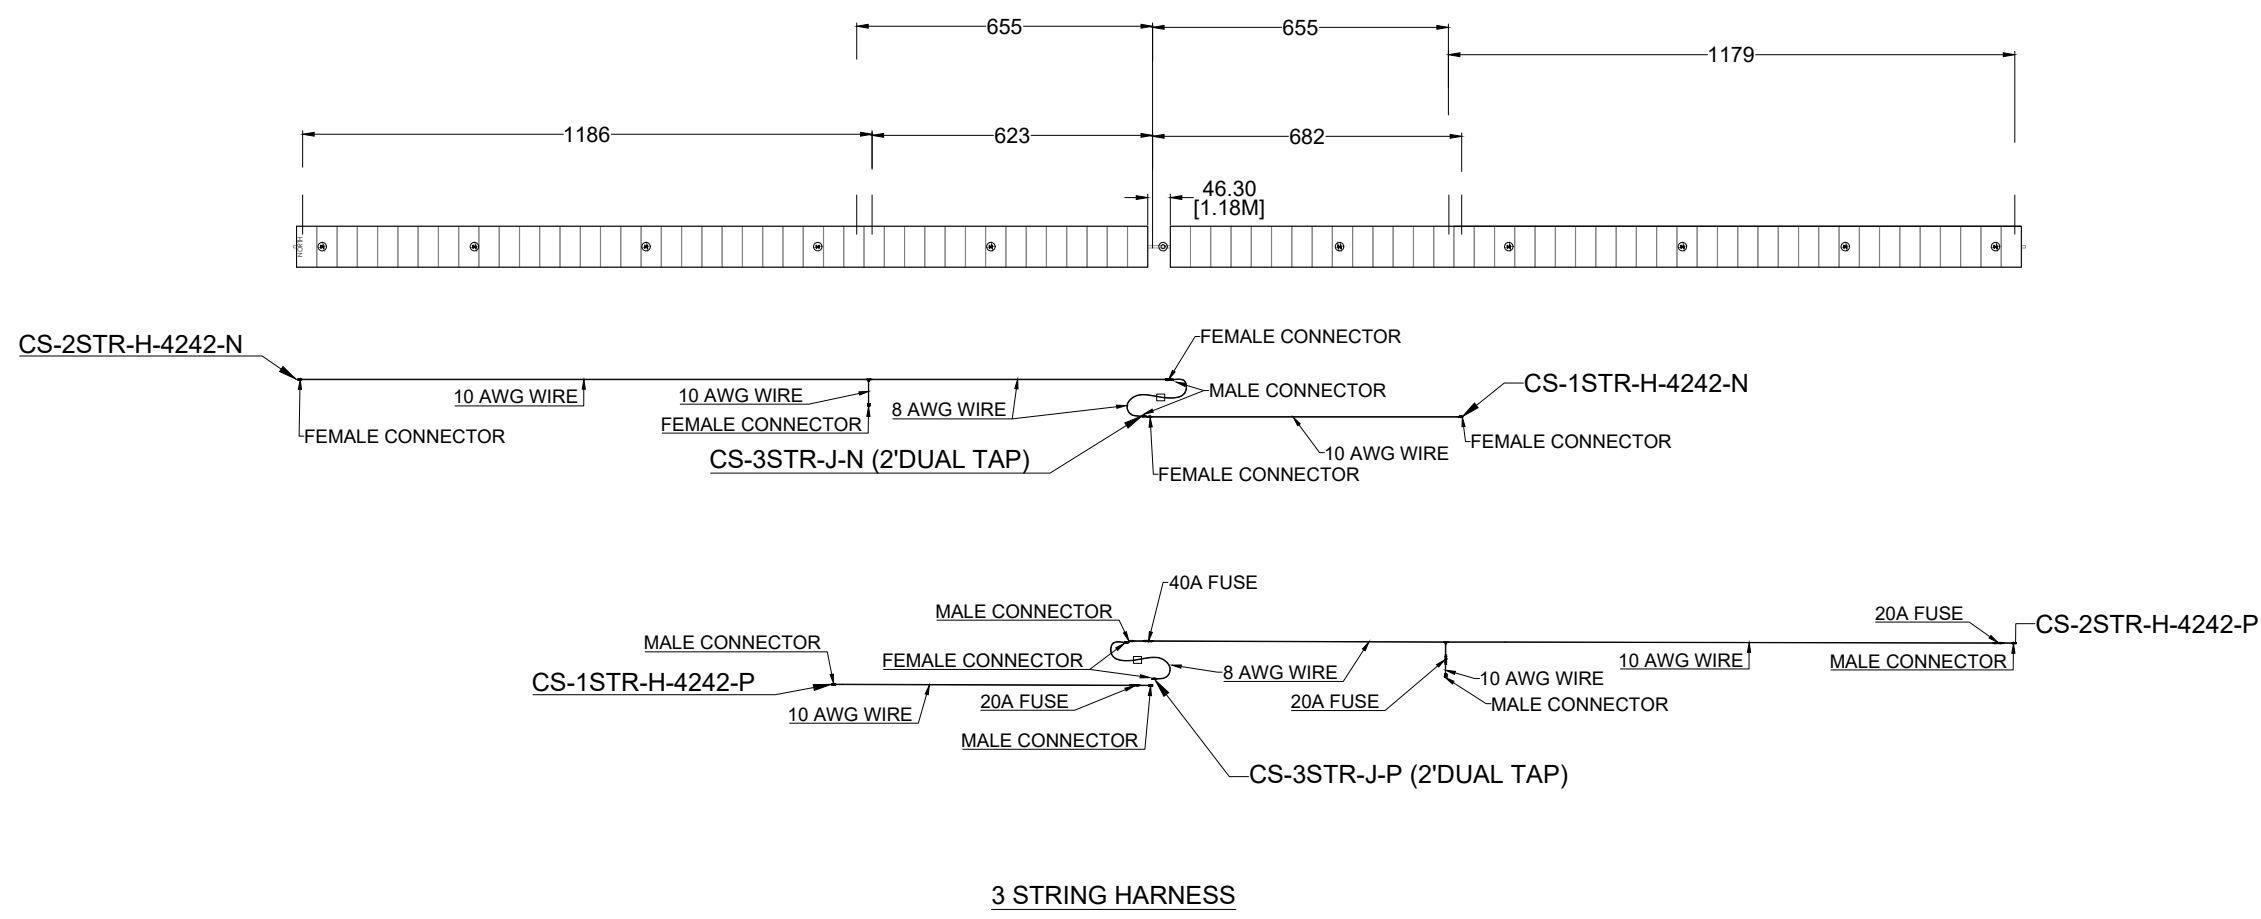 655
655
1179
1186
623
682
46.30
[1.18M]
NORTH
CS-2STR-H-4242-N
FEMALE CONNECTOR
10 AWG WIRE
10 AWG WIRE
MALE CONNECTOR
CS-1STR-H-4242-N
8 AWG WIRE
FEMALE CONNECTOR
FEMALE CONNECTOR
FEMALE CONNECTOR
10 AWG WIRE
CS-3STR-J-N (2'DUAL TAP)
FEMALE CONNECTOR
40A FUSE
MALE CONNECTOR
20A FUSE
CS-2STR-H-4242-P
MALE CONNECTOR
FEMALE CONNECTOR
8 AWG WIRE
10 AWG WIRE
MALE CONNECTOR
CS-1STR-H-4242-P
10 AWG WIRE
20A FUSE
20A FUSE
MALE CONNECTOR
10 AWG WIRE
MALE CONNECTOR
CS-3STR-J-P (2'DUAL TAP)
3 STRING HARNESS